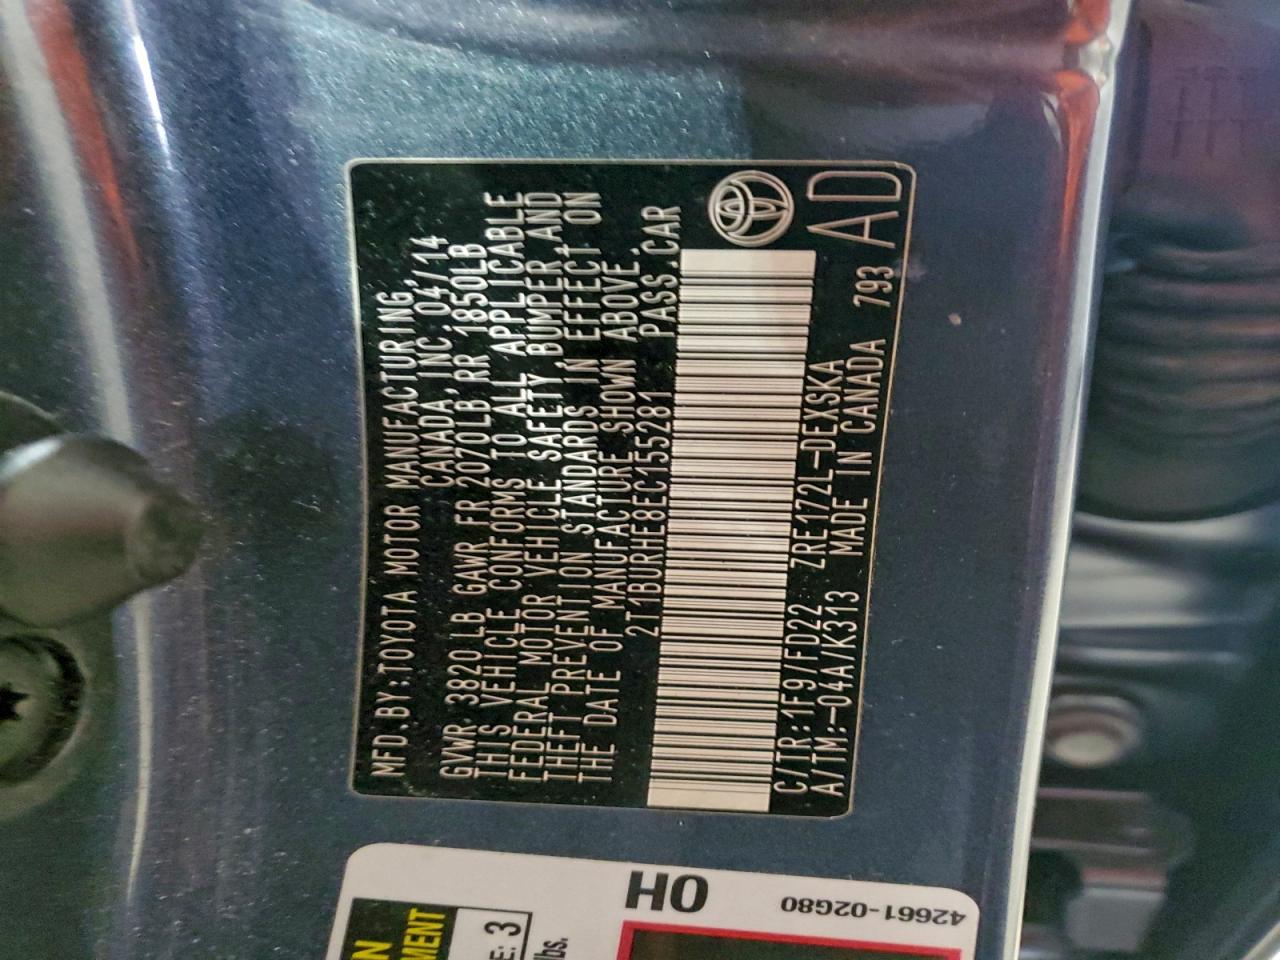 MFD. BY: TOYOTA MOTOR MANUFACTURING,
CANADA, INC. 04/14
GVWR: 3820 LB GAWR FR 2070LB RR 1850LB
THIS VEHICLE CONFORMS TO ALL APPLICABLE
FEDERAL MOTOR VEHICLE SAFETY BUMPER, AND
THEFT PREVENTION STANDARDS IN EFFECT ON
THE DATE OF MANUFACTURE SHOWN ABOVE.
2T1BURHE8EC155281 PASS. CAR
C/TR: 1F9/FD22 ZRE172L-DEXSKA
A/TM:-04A/K313 MADE IN CANADA 793
AD
N
MENT
E: 3
lbs.
OH
42661-02G80